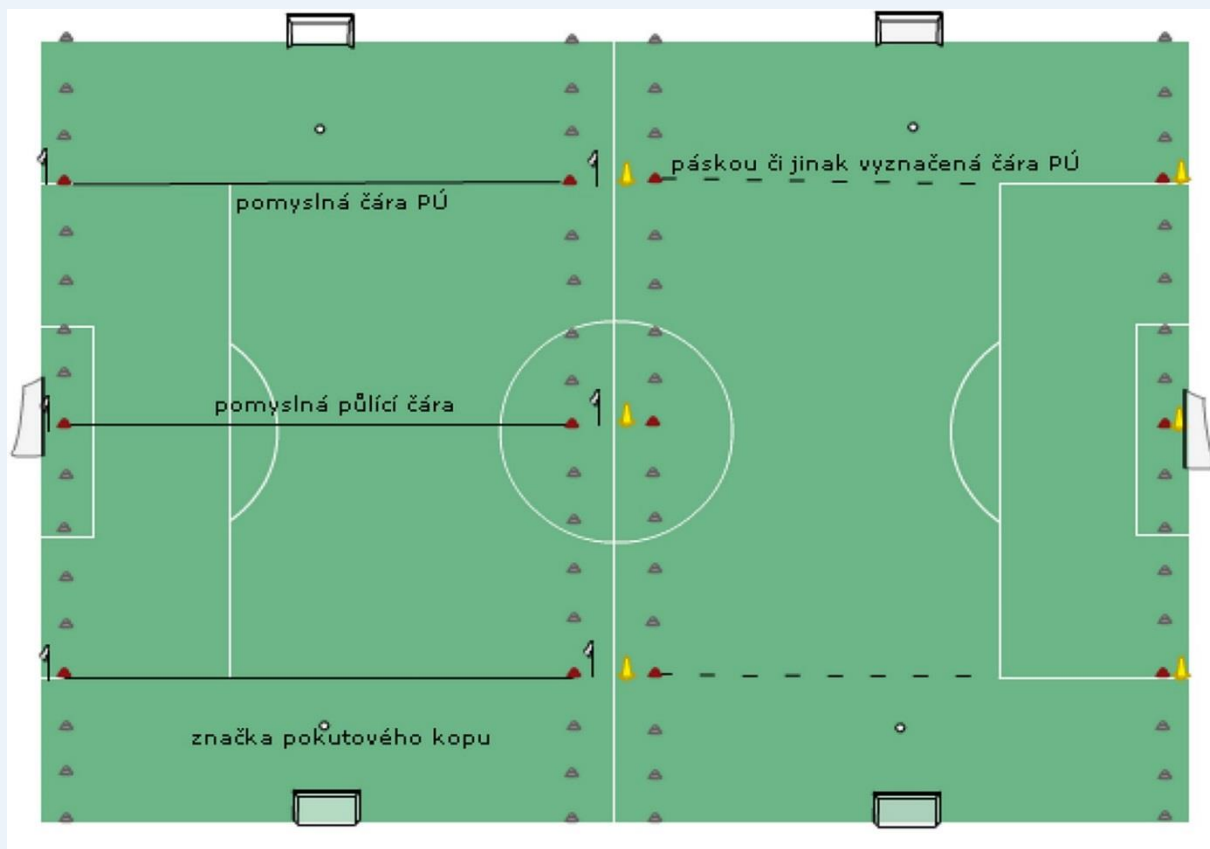 páskou či jinak vyznačená čára PÚ
pomyslná čára PÚ
pomyslná půlící čára
značka pokutového kopu